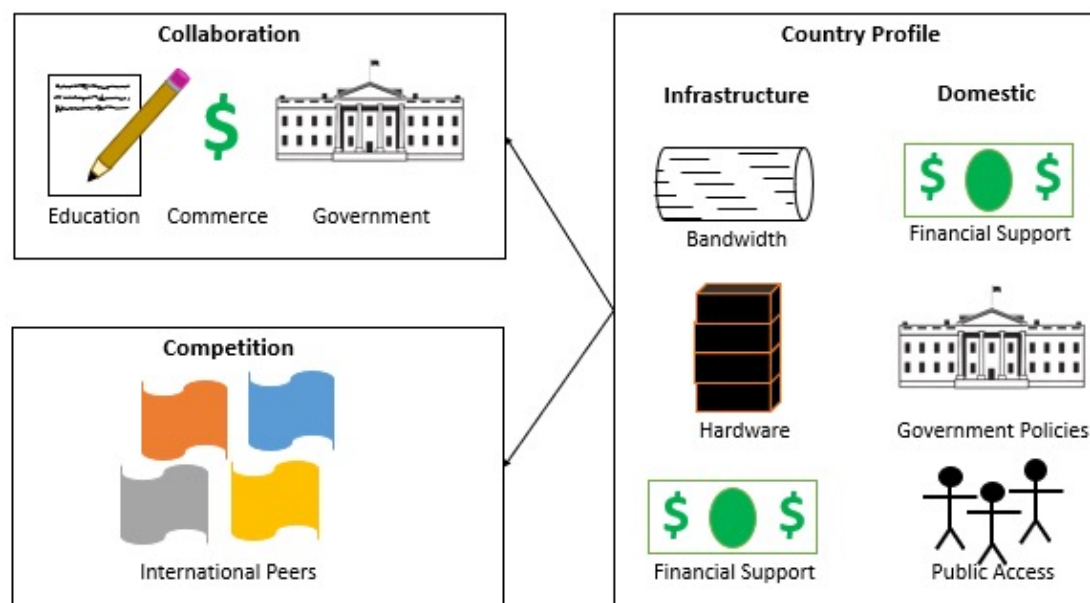 Collaboration
Education
Commerce
Government
Competition
International Peers
Country Profile
Infrastructure
Domestic
$
Bandwidth
$ $
Financial Support
Hardware
Government Policies
$ $
Financial Support
Public Access